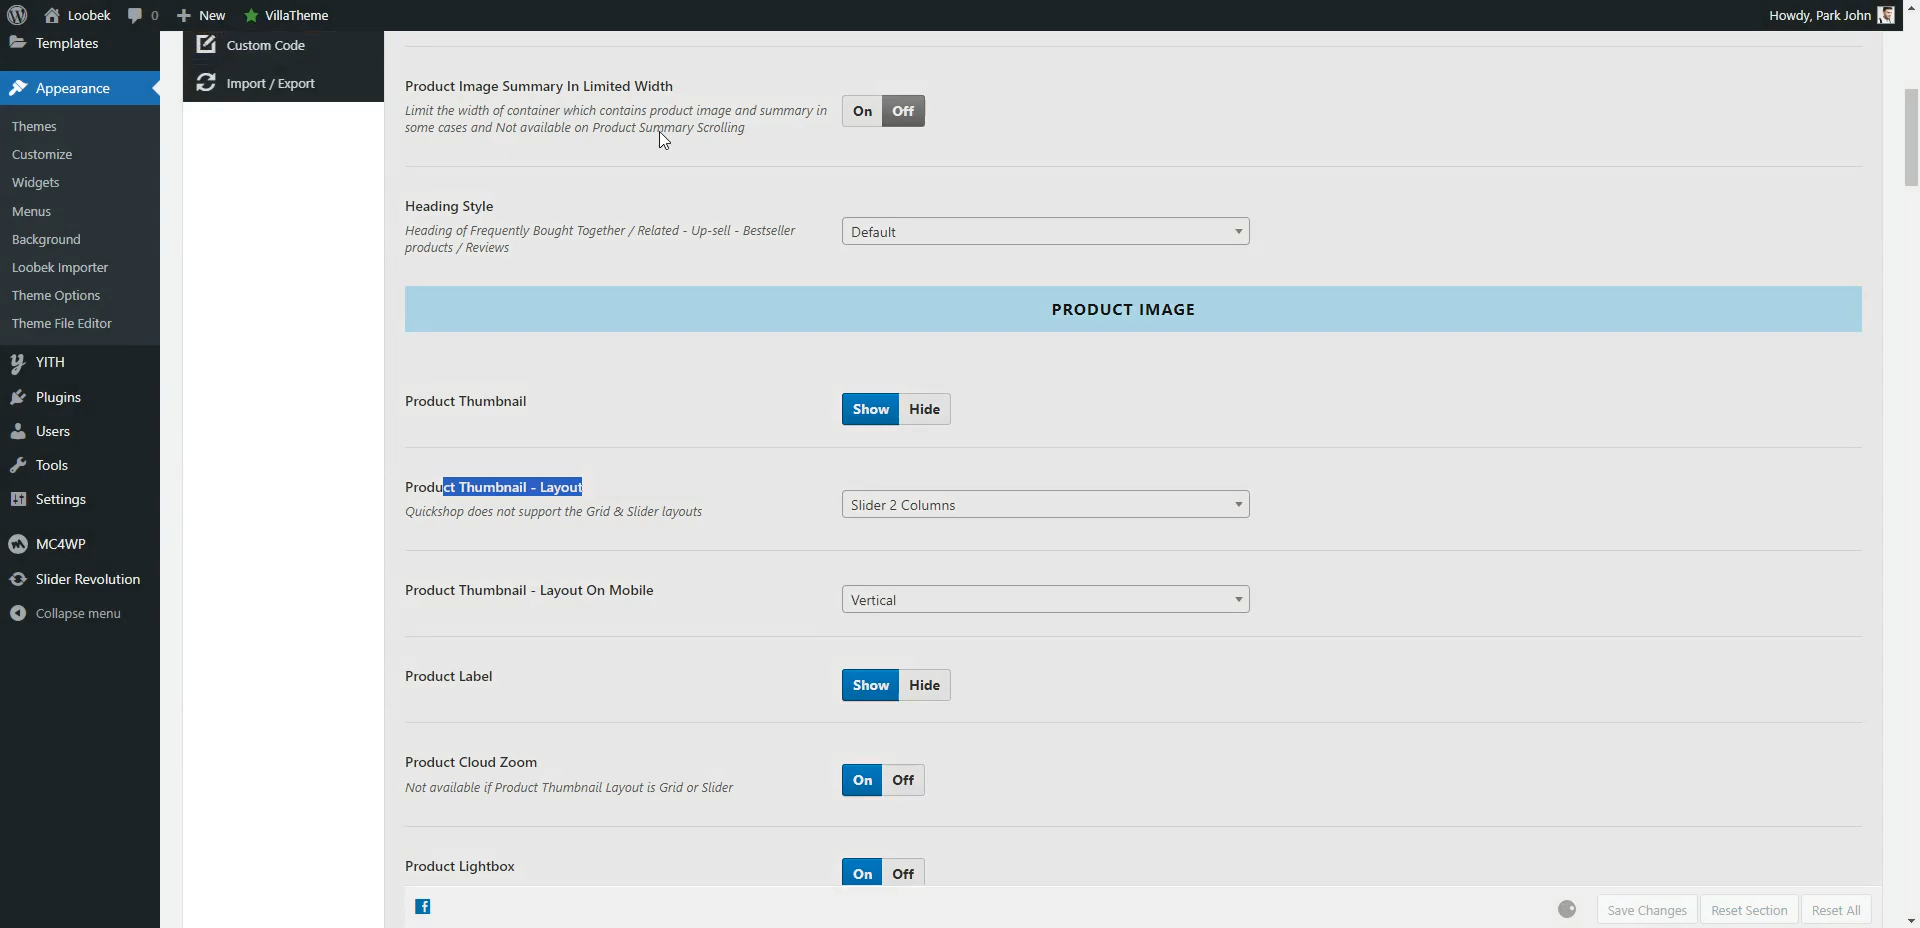 Loobek
0
New
VillaTheme
Howdy, Park John
Templates
Appearance
Themes
Customize
Widgets
Menus
Background
Loobek Importer
Theme Options
Theme File Editor
YITH
Plugins
Users
Tools
Settings
MC4WP
Slider Revolution
Collapse menu
Custom Code
Import / Export
Product Image Summary In Limited Width
Limit the width of container which contains product image and summary in
some cases and Not available on Product Summary Scrolling
On Off
Heading Style
Heading of Frequently Bought Together / Related - Up-sell - Bestseller
products / Reviews
Default
PRODUCT IMAGE
Product Thumbnail
Show Hide
Product Thumbnail - Layout
Quickshop does not support the Grid & Slider layouts
Slider 2 Columns
Product Thumbnail - Layout On Mobile
Vertical
Product Label
Show Hide
Product Cloud Zoom
Not available if Product Thumbnail Layout is Grid or Slider
On Off
Product Lightbox
On Off
Save Changes
Reset Section
Reset All